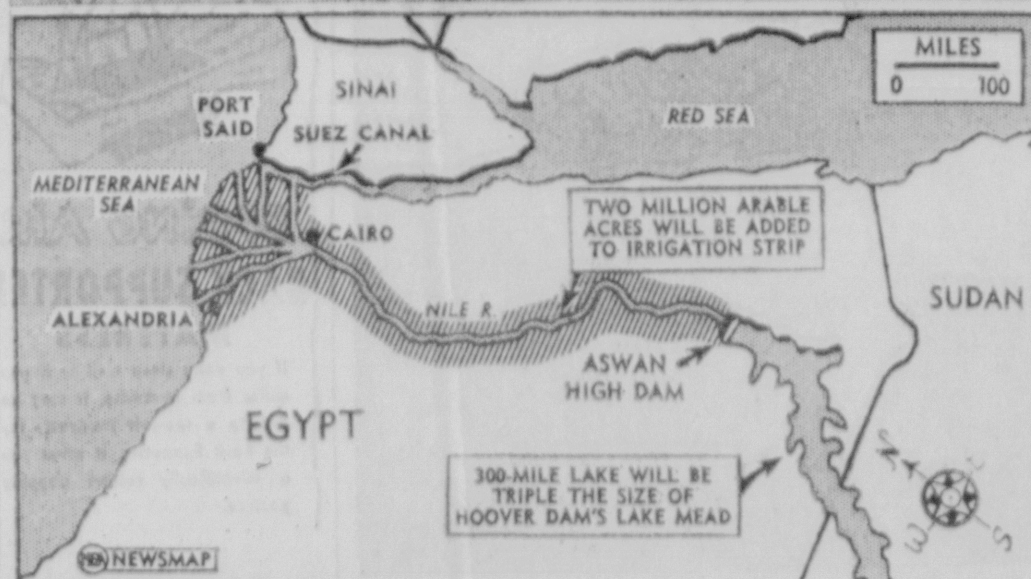 MILES
0 100
SINAI
PORT
SAID
SUEZ CANAL
RED SEA
MEDITERRANEAN
SEA
TWO MILLION ARABLE
ACRES WILL BE ADDED
TO IRRIGATION STRIP
CAIRO
SUDAN
NILE R.
ALEXANDRIA
ASWAN
HIGH DAM
EGYPT
300-MILE LAKE WILL BE
TRIPLE THE SIZE OF
HOOVER DAM'S LAKE MEAD
N
E
W
S
NEA NEWSMAP